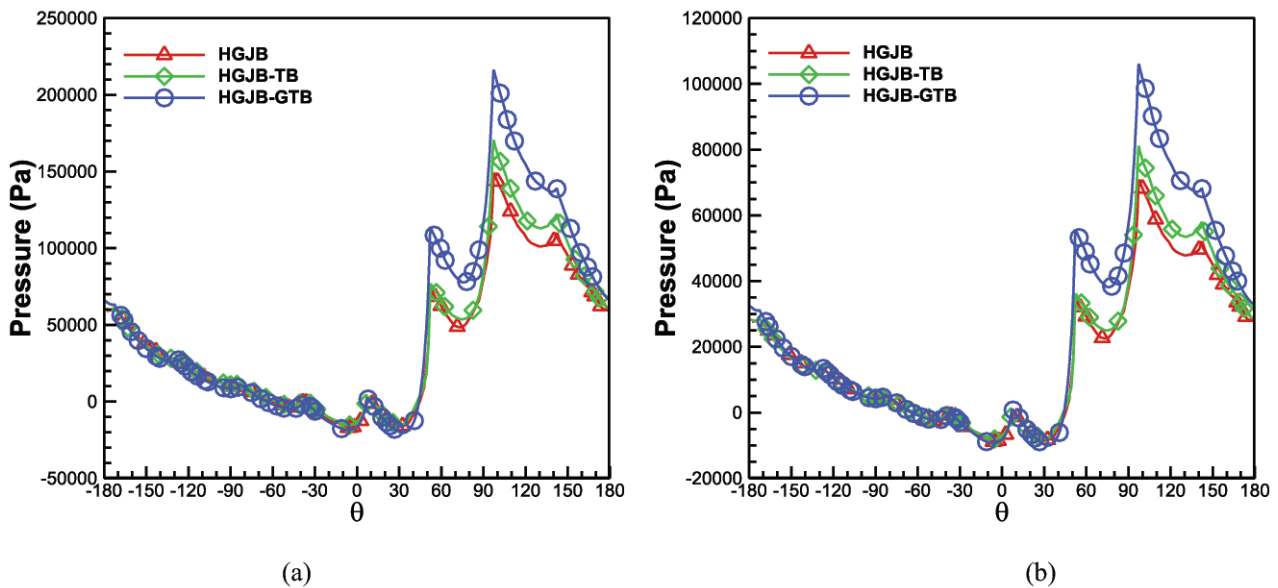 250000
200000
150000
100000
50000
0
-50000
Pressure (Pa)
HGJB
HGJB-TB
HGJB-GTB
-180 -150 -120 -90 -60 -30 0 30 60 90 120 150 180
θ
(a)
120000
100000
80000
60000
40000
20000
0
-20000
Pressure (Pa)
HGJB
HGJB-TB
HGJB-GTB
-180 -150 -120 -90 -60 -30 0 30 60 90 120 150 180
θ
(b)